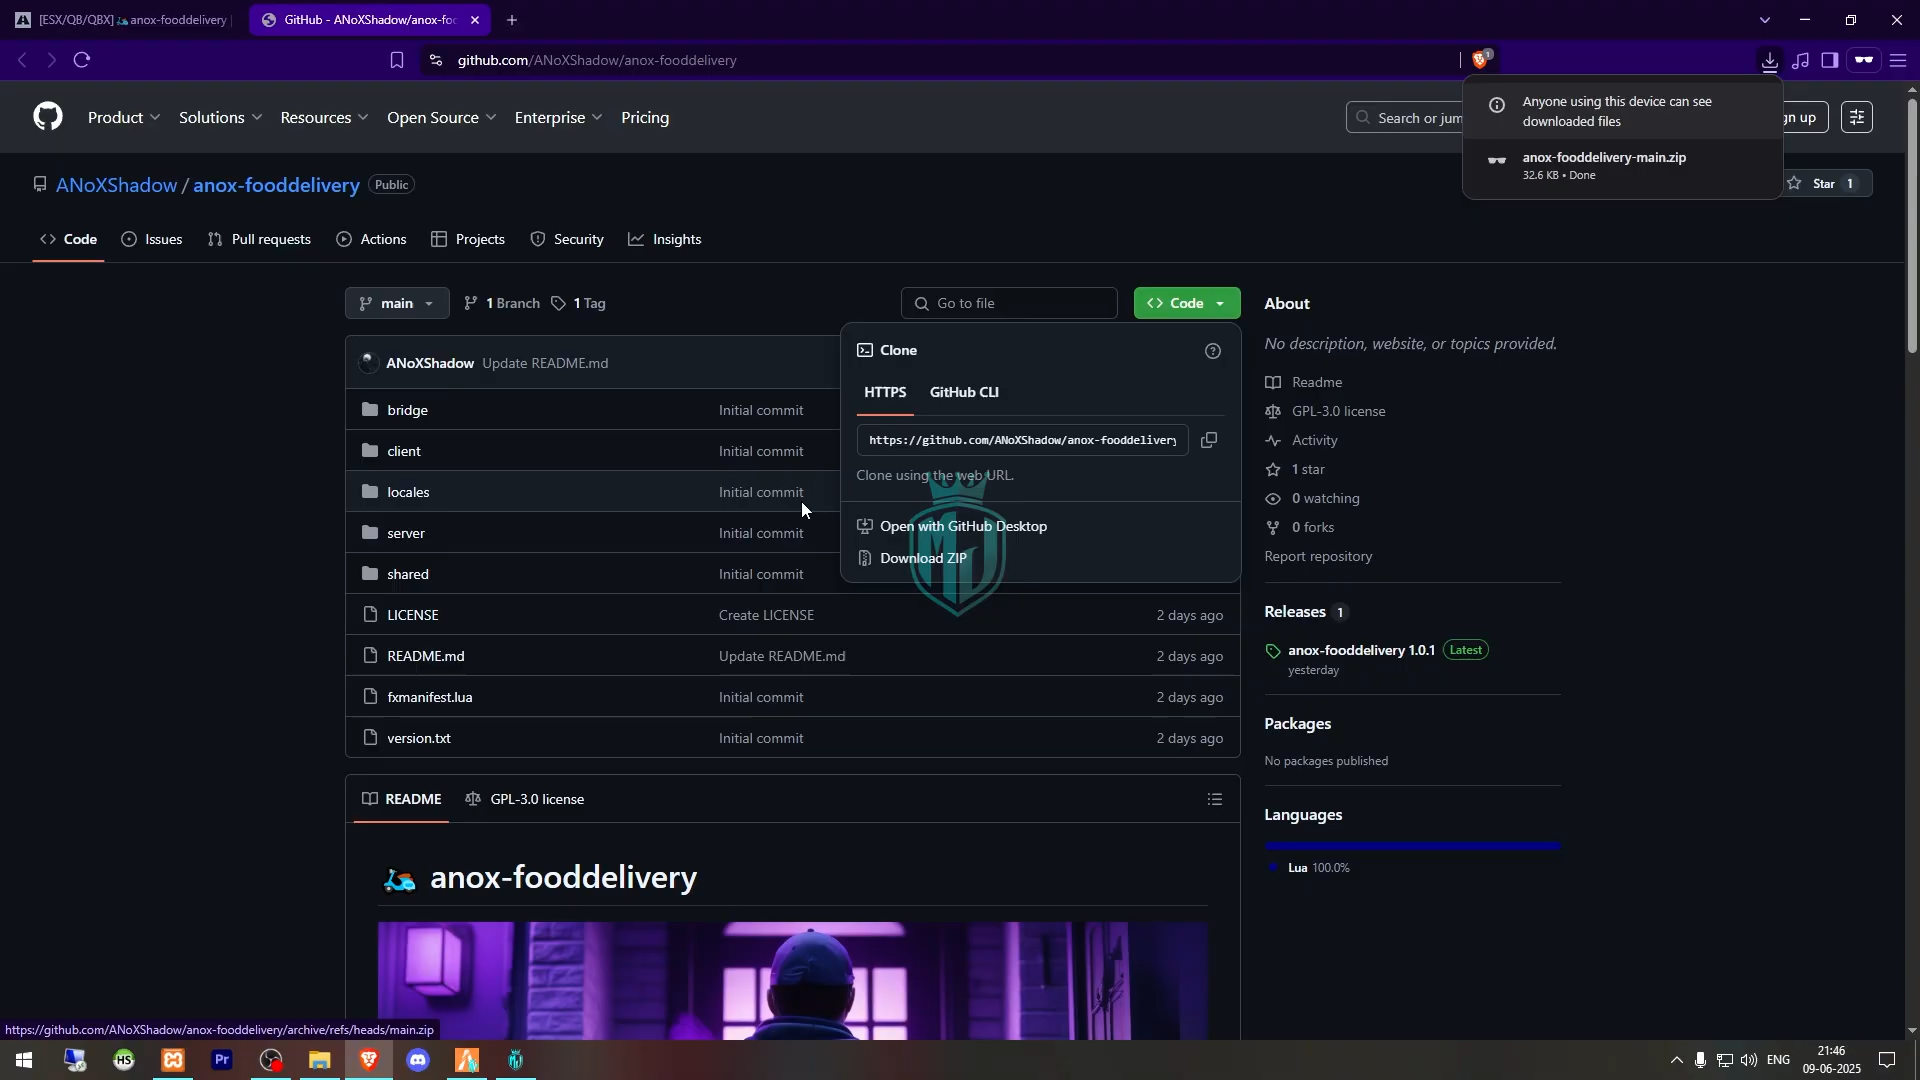 [ESX/QB/QBX] anox-fooddelivery
GitHub - ANoXShadow/anox-foo
github.com/ANoXShadow/anox-fooddelivery
1
Product
Solutions
Resources
Open Source
Enterprise
Pricing
Search or jum
gn up
Anyone using this device can see
downloaded files
anox-fooddelivery-main.zip
32.6 KB • Done
ANoXShadow / anox-fooddelivery Public
Star 1
Code
Issues
Pull requests
Actions
Projects
Security
Insights
main
1 Branch
1 Tag
Go to file
Code
ANoXShadow Update README.md
bridge Initial commit
client Initial commit
locales Initial commit
server Initial commit
shared Initial commit
LICENSE Create LICENSE 2 days ago
README.md Update README.md 2 days ago
fxmanifest.lua Initial commit 2 days ago
version.txt Initial commit 2 days ago
Clone
HTTPS GitHub CLI
https://github.com/ANoXShadow/anox-fooddelivery
Clone using the web URL.
Open with GitHub Desktop
Download ZIP
README GPL-3.0 license
anox-fooddelivery
About
No description, website, or topics provided.
Readme
GPL-3.0 license
Activity
1 star
0 watching
0 forks
Report repository
Releases 1
anox-fooddelivery 1.0.1 Latest
yesterday
Packages
No packages published
Languages
Lua 100.0%
https://github.com/ANoXShadow/anox-fooddelivery/archive/refs/heads/main.zip
HS
Pr
ENG
21:46
09-06-2025